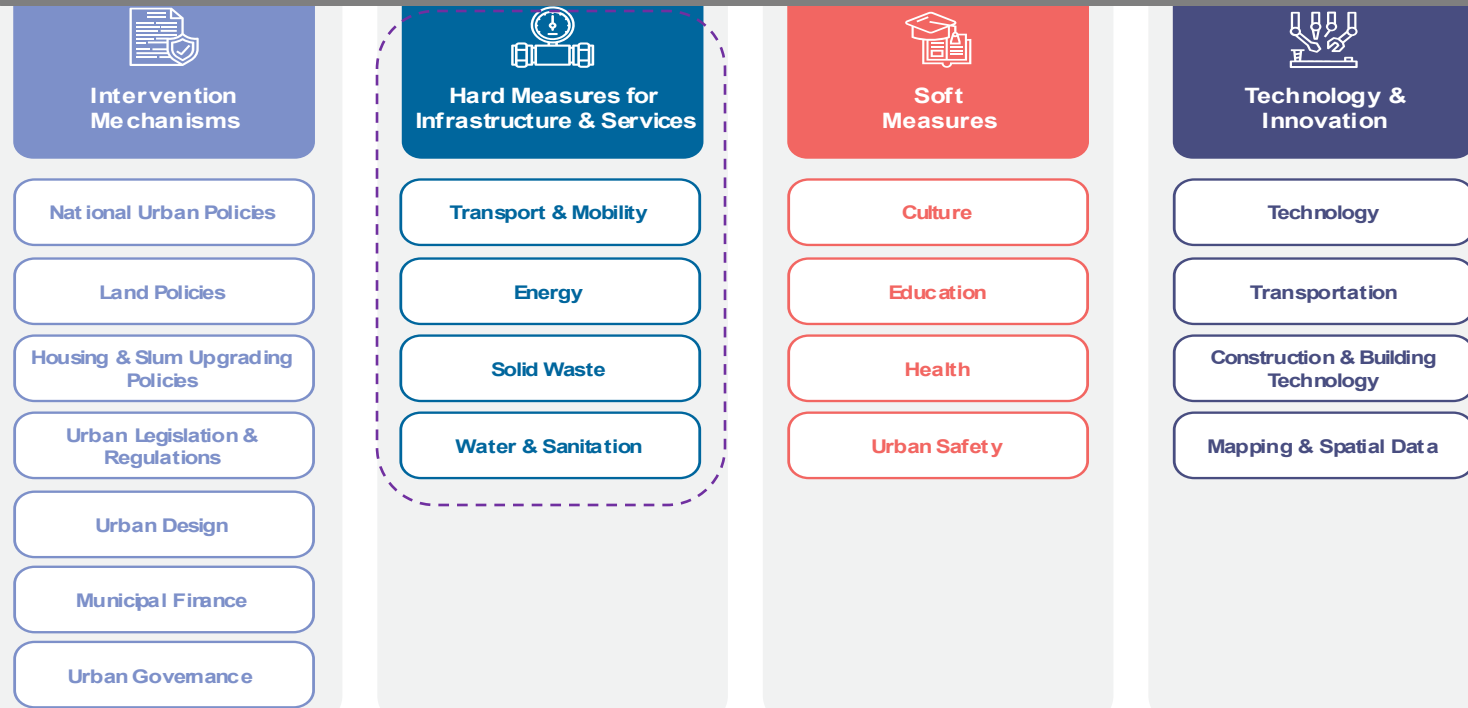 Intervention
Mechanisms
National Urban Policies
Land Policies
Housing & Slum Upgrading
Policies
Urban Legislation &
Regulations
Urban Design
Municipal Finance
Urban Governance
Hard Measures for
Infrastructure & Services
Transport & Mobility
Energy
Solid Waste
Water & Sanitation
Soft
Measures
Culture
Education
Health
Urban Safety
Technology &
Innovation
Technology
Transportation
Construction & Building
Technology
Mapping & Spatial Data